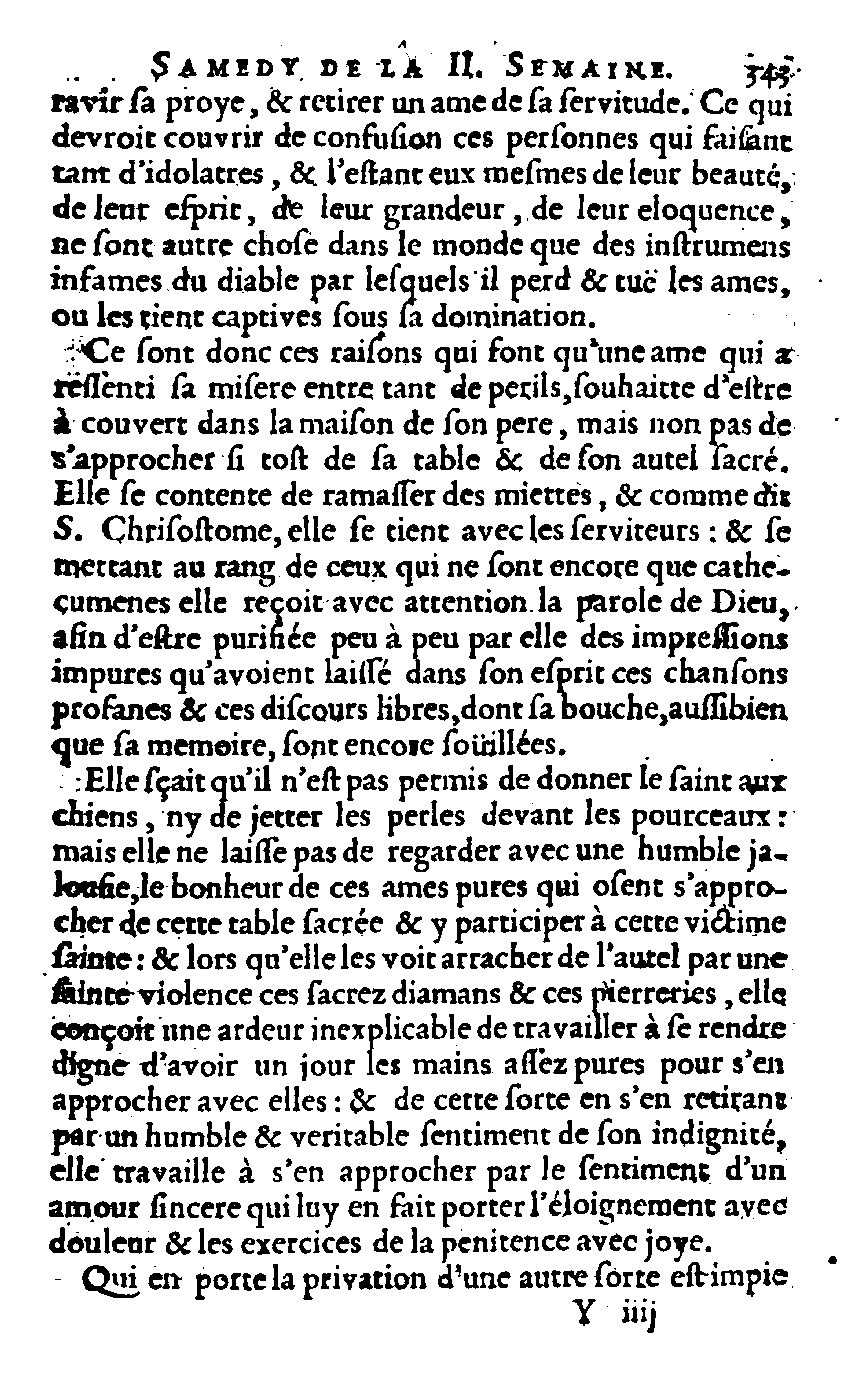 SAMEDY DE LA II. SEMAINE. 343
ravir ſa proye, & retirer un ame de ſa ſervitude. Ce qui
devroit couvrir de confuſion ces perſonnes qui faiſant
tant d'idolatres, & l'eſtant eux meſmes de leur beauté,
de leur eſprit, de leur grandeur, de leur eloquence,
ne ſont autre choſe dans le monde que des inſtrumens
infames du diable par leſquels il perd & tuë les ames,
ou les tient captives ſous ſa domination.
Ce ſont donc ces raiſons qui font qu'une ame qui a
reſſenti ſa miſere entre tant de perils, ſouhaitte d'eſtre
à couvert dans la maiſon de ſon pere, mais non pas de
s'approcher ſi toſt de ſa table & de ſon autel ſacré.
Elle ſe contente de ramaſſer des miettes, & comme dit
S. Chriſoſtome, elle ſe tient avec les ſerviteurs : & ſe
mettant au rang de ceux qui ne ſont encore que cathe-
cumenes elle reçoit avec attention la parole de Dieu,
afin d'eſtre purifiée peu à peu par elle des impreſſions
impures qu'avoient laiſſé dans ſon eſprit ces chanſons
profanes & ces diſcours libres, dont ſa bouche, auſſibien
que ſa memoire, ſont encore ſoüillées.
Elle ſçait qu'il n'eſt pas permis de donner le ſaint aux
chiens, ny de jetter les perles devant les pourceaux :
mais elle ne laiſſe pas de regarder avec une humble ja-
louſie, le bonheur de ces ames pures qui oſent s'appro-
cher de cette table ſacrée & y participer à cette victime
ſainte : & lors qu'elle les voit arracher de l'autel par une
ſainte violence ces ſacrez diamans & ces pierreries, elle
conçoit une ardeur inexplicable de travailler à ſe rendre
digne d'avoir un jour les mains aſſez pures pour s'en
approcher avec elles : & de cette ſorte en s'en retirant
par un humble & veritable ſentiment de ſon indignité,
elle travaille à s'en approcher par le ſentiment d'un
amour ſincere qui luy en fait porter l'éloignement avec
douleur & les exercices de la penitence avec joye.
Qui en porte la privation d'une autre ſorte eſt impie
Y iiij